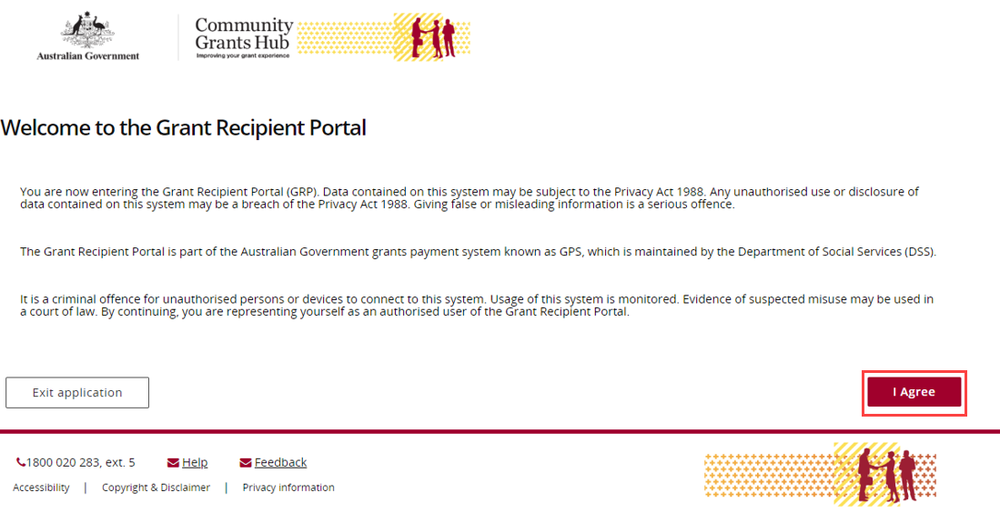 Australian Government
Community
Grants Hub
Improving your grant experience
Welcome to the Grant Recipient Portal
You are now entering the Grant Recipient Portal (GRP). Data contained on this system may be subject to the Privacy Act 1988. Any unauthorised use or disclosure of
data contained on this system may be a breach of the Privacy Act 1988. Giving false or misleading information is a serious offence.
The Grant Recipient Portal is part of the Australian Government grants payment system known as GPS, which is maintained by the Department of Social Services (DSS).
It is a criminal offence for unauthorised persons or devices to connect to this system. Usage of this system is monitored. Evidence of suspected misuse may be used in
a court of law. By continuing, you are representing yourself as an authorised user of the Grant Recipient Portal.
Exit application
I Agree
1800 020 283, ext. 5 Help Feedback
Accessibility | Copyright & Disclaimer | Privacy information